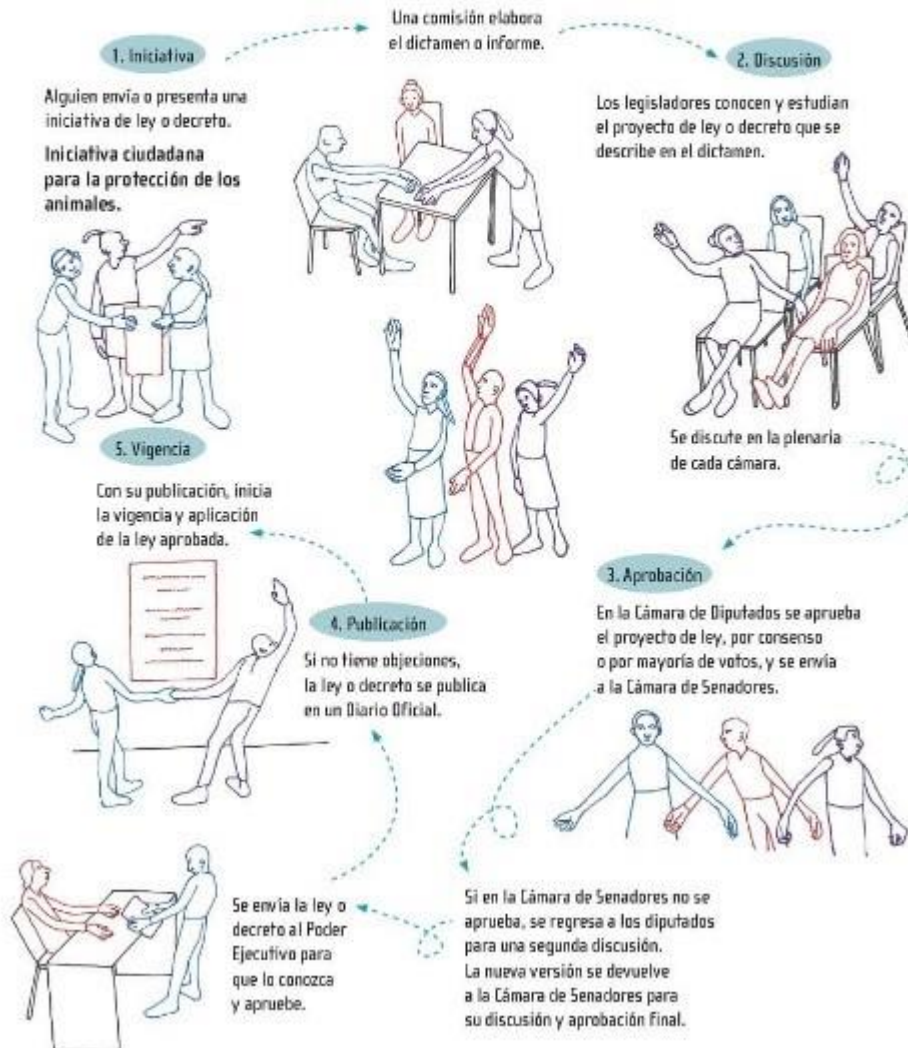 1. Iniciativa
Alguien envía o presenta una
iniciativa de ley o decreto.
Iniciativa ciudadana
para la protección de los
animales.
Una comisión elabora
el dictamen o informe.
2. Discusión
Los legisladores conocen y estudian
el proyecto de ley o decreto que se
describe en el dictamen.
Se discute en la plenaria
de cada cámara.
3. Aprobación
En la Cámara de Diputados se aprueba
el proyecto de ley, por consenso
o por mayoría de votos, y se envía
a la Cámara de Senadores.
Si en la Cámara de Senadores no se
aprueba, se regresa a los diputados
para una segunda discusión.
La nueva versión se devuelve
a la Cámara de Senadores para
su discusión y aprobación final.
Se envía la ley o
decreto al Poder
Ejecutivo para
que lo conozca
y apruebe.
4. Publicación
Si no tiene objeciones,
la ley o decreto se publica
en un Diario Oficial.
5. Vigencia
Con su publicación, inicia
la vigencia y aplicación
de la ley aprobada.